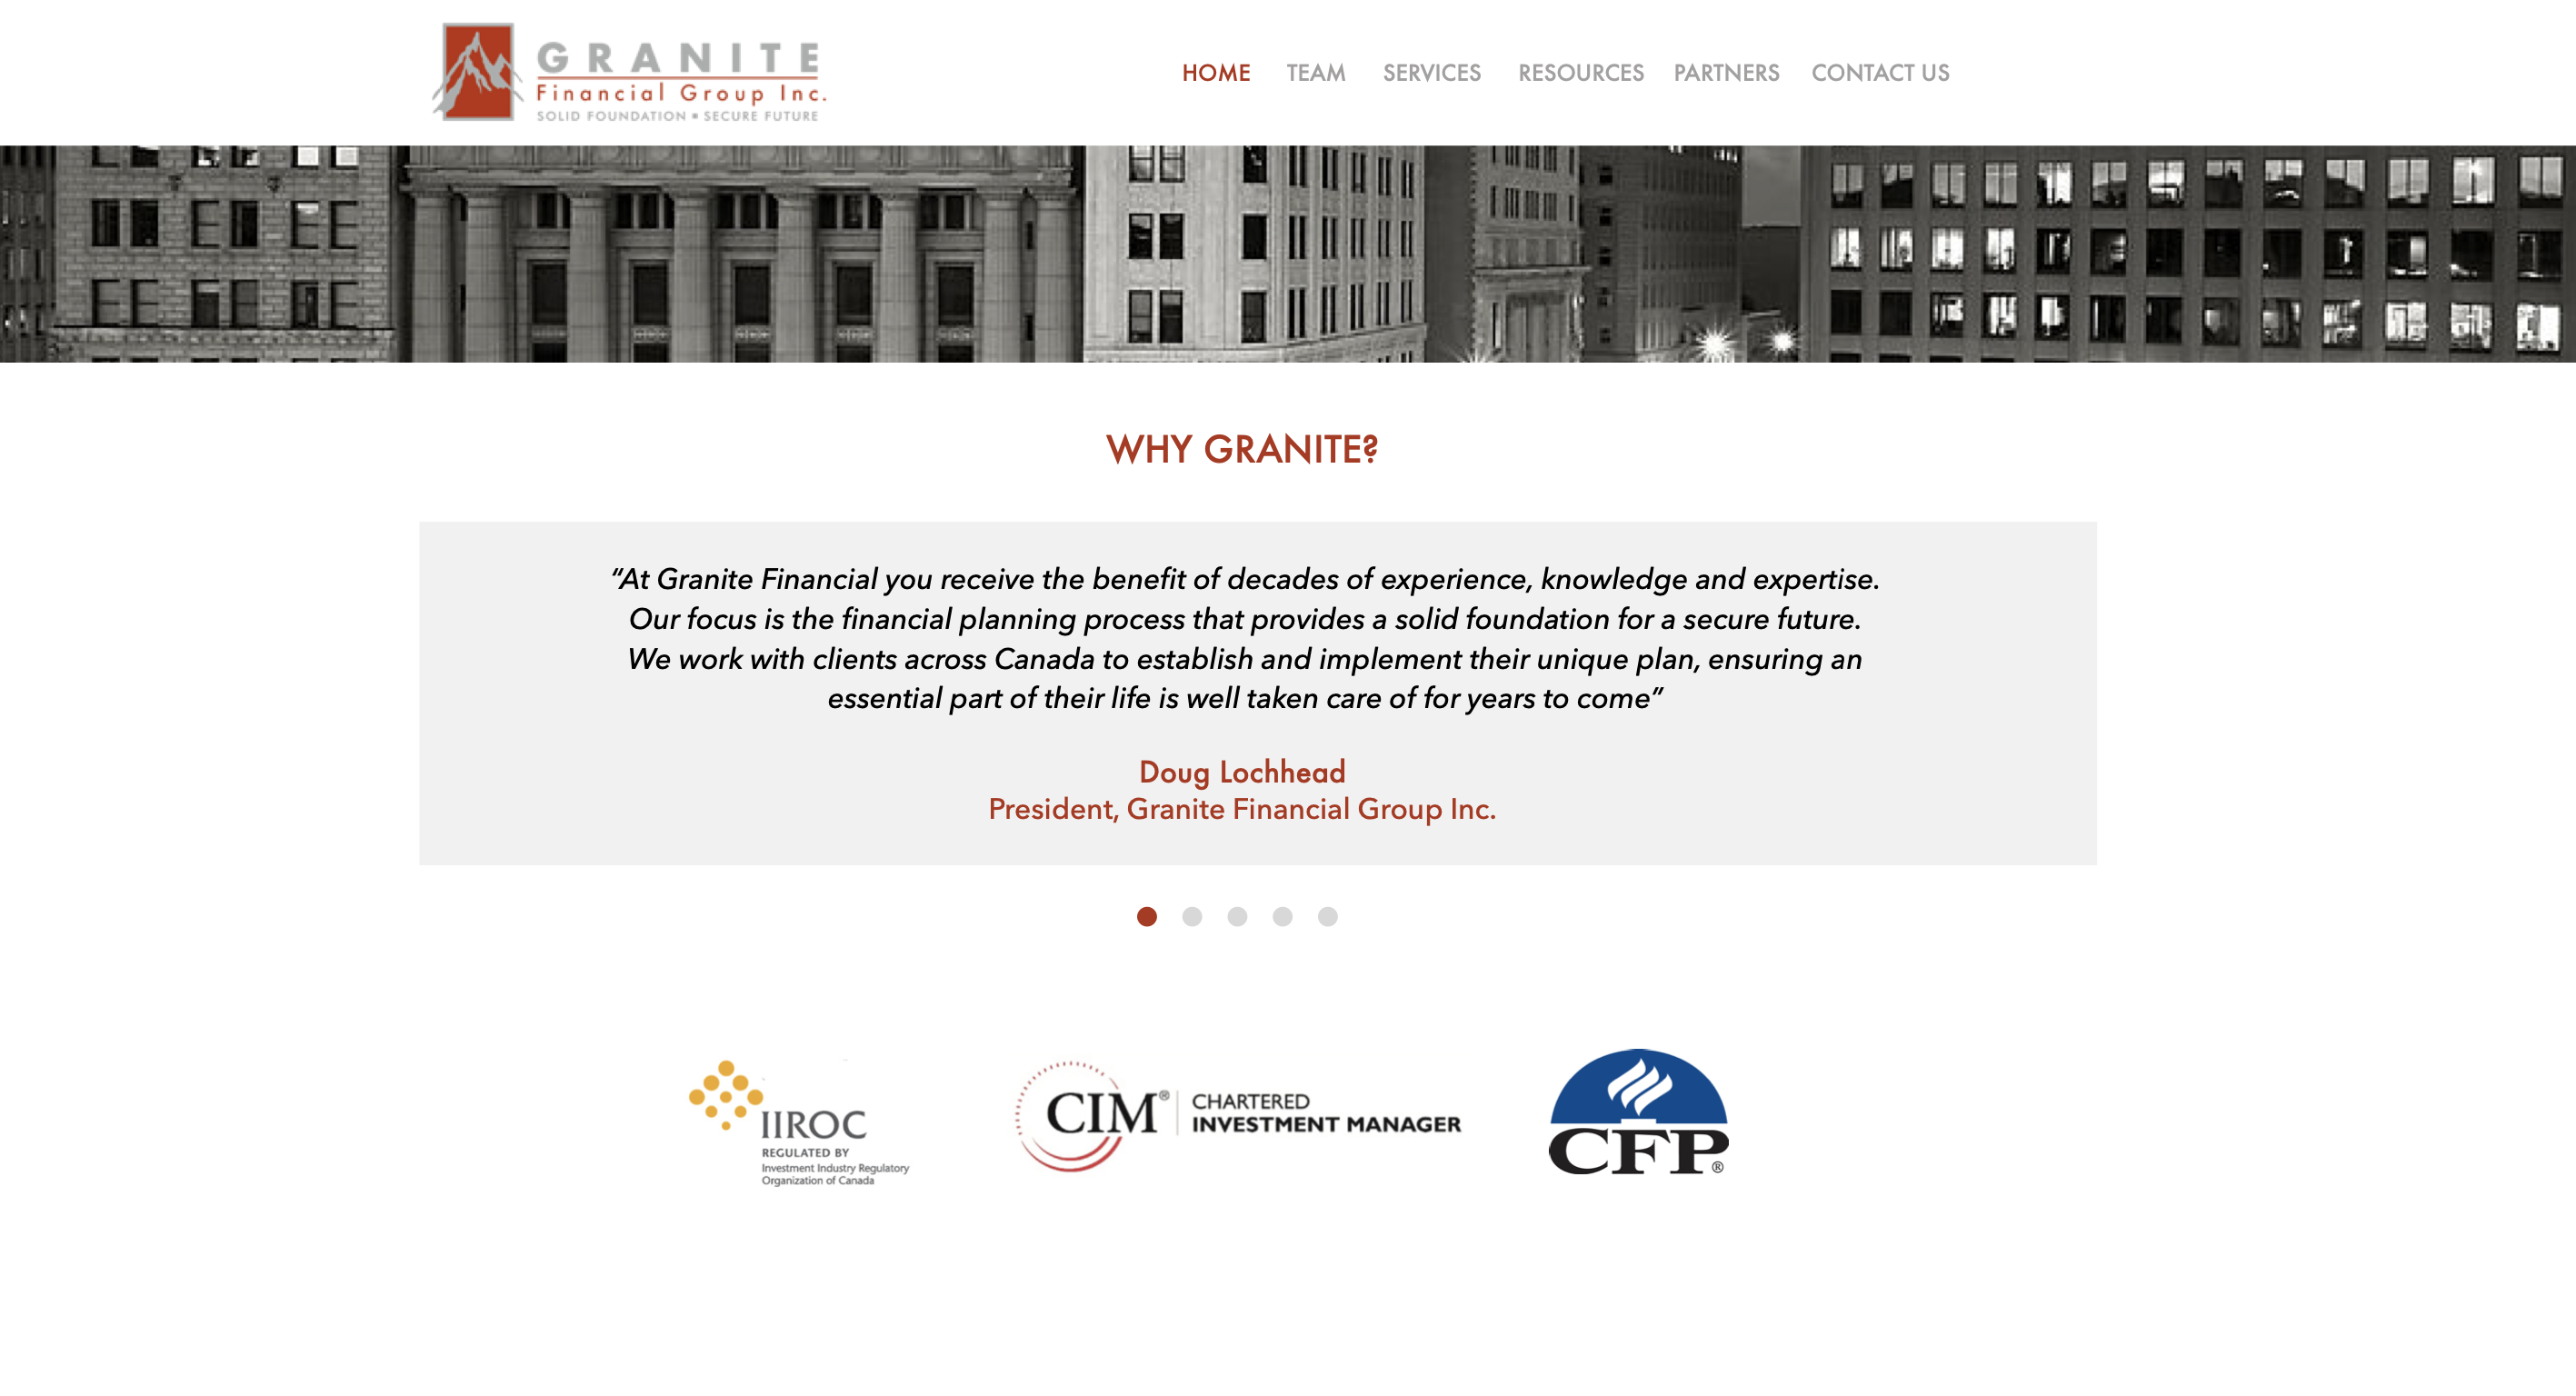 GRANITE
Financial Group Inc.
SOLID FOUNDATION ▪ SECURE FUTURE
HOME TEAM SERVICES RESOURCES PARTNERS CONTACT US
WHY GRANITE?
“At Granite Financial you receive the benefit of decades of experience, knowledge and expertise.
Our focus is the financial planning process that provides a solid foundation for a secure future.
We work with clients across Canada to establish and implement their unique plan, ensuring an
essential part of their life is well taken care of for years to come”
Doug Lochhead
President, Granite Financial Group Inc.
IIROC
REGULATED BY
Investment Industry Regulatory
Organization of Canada
CIM®
CHARTERED
INVESTMENT MANAGER
CFP®